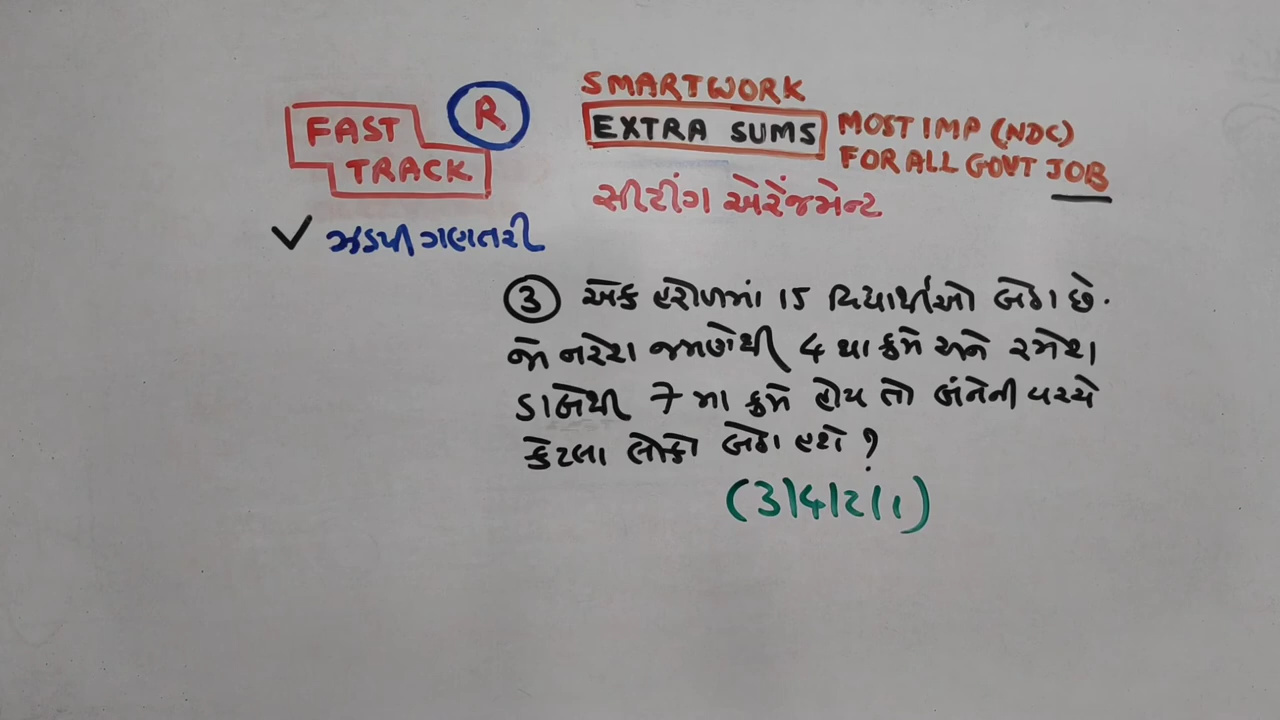 FAST
TRACK
R
ઝડપી ગણતરી
SMARTWORK
EXTRA SUMS
MOST IMP (NDC)
FOR ALL GOVT JOB
સીટીંગ એરેંજમેન્ટ
3 એક હરોળમાં 15 વિદ્યાર્થીઓ બેઠા છે.
જો નરેશ જમણેથી 4 થા ક્રમે અને રમેશ
ડાબેથી 7 મા ક્રમે હોય તો બંનેની વચ્ચે
કેટલા લોકો બેઠા હશે ?
(3|4|2|1)